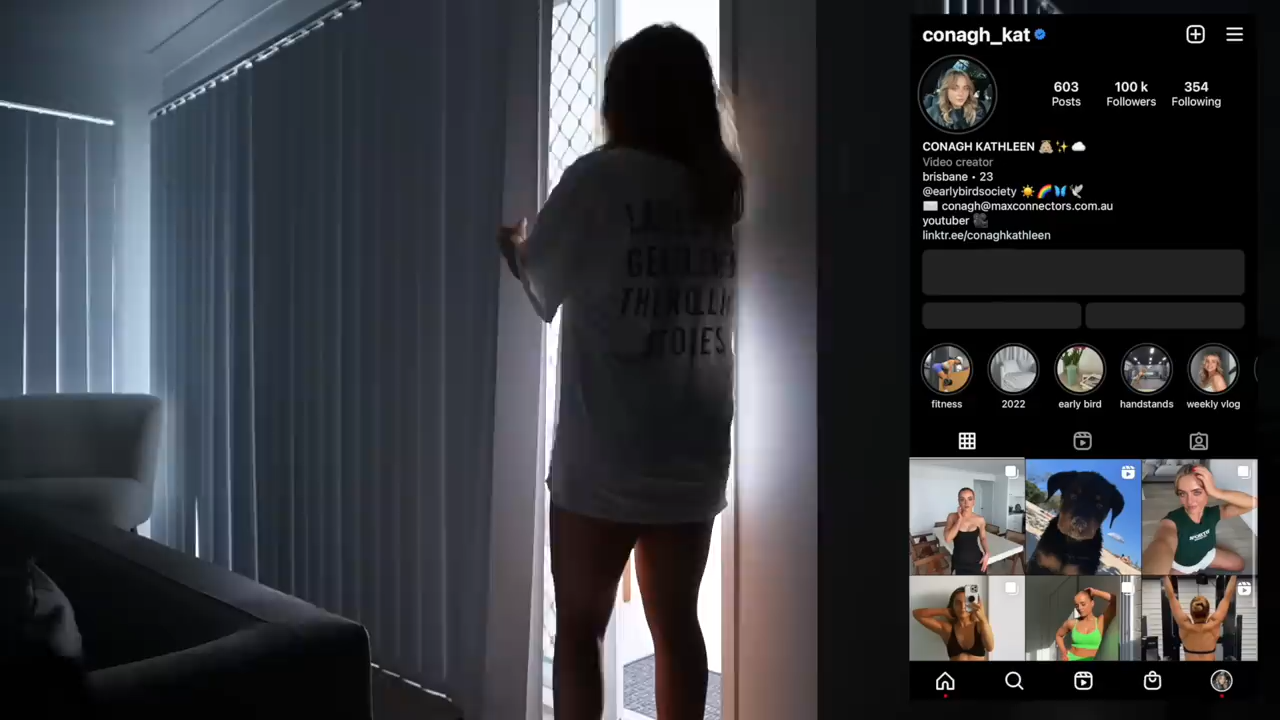 conagh_kat
603
Posts
100 k
Followers
354
Following
CONAGH KATHLEEN
Video creator
brisbane • 23
@earlybirdsociety
conagh@maxconnectors.com.au
youtuber
linktr.ee/conaghkathleen
fitness
2022
early bird
handstands
weekly vlog